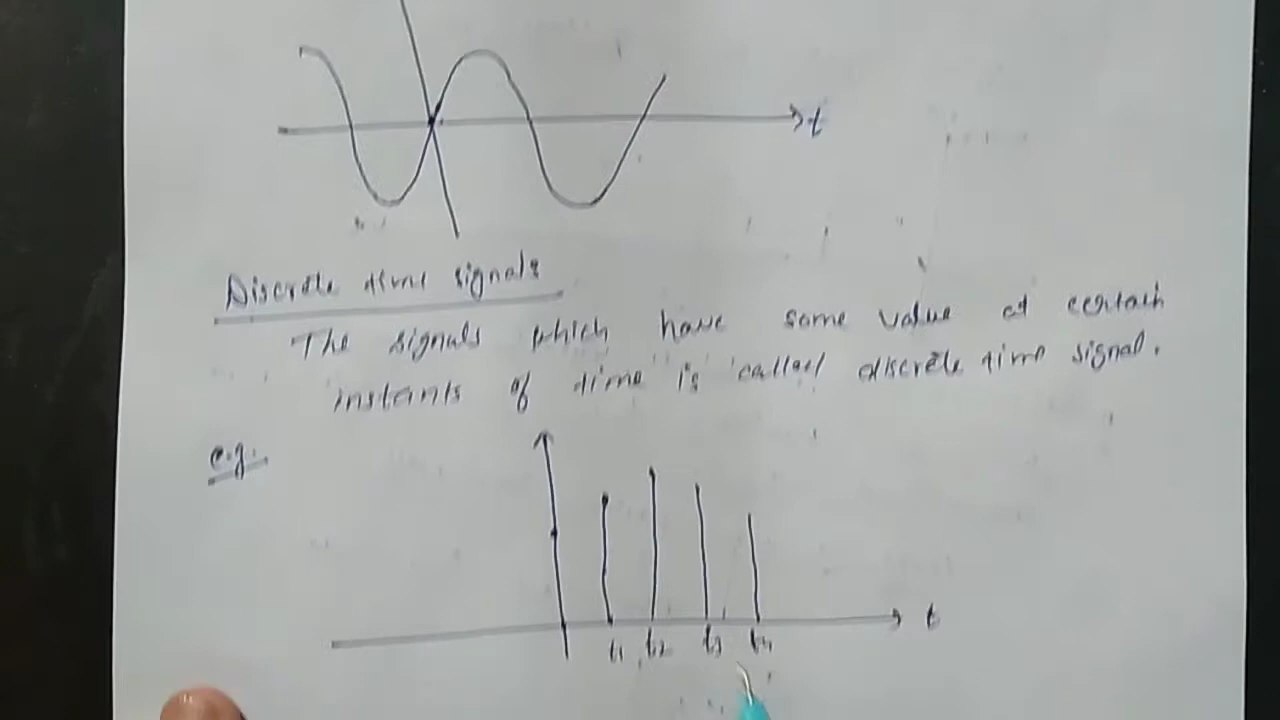 t
Discrete time signals
The signals which have some value at certain
instants of time is called discrete time signal.
e.g.
t
t1 t2 t3 t4